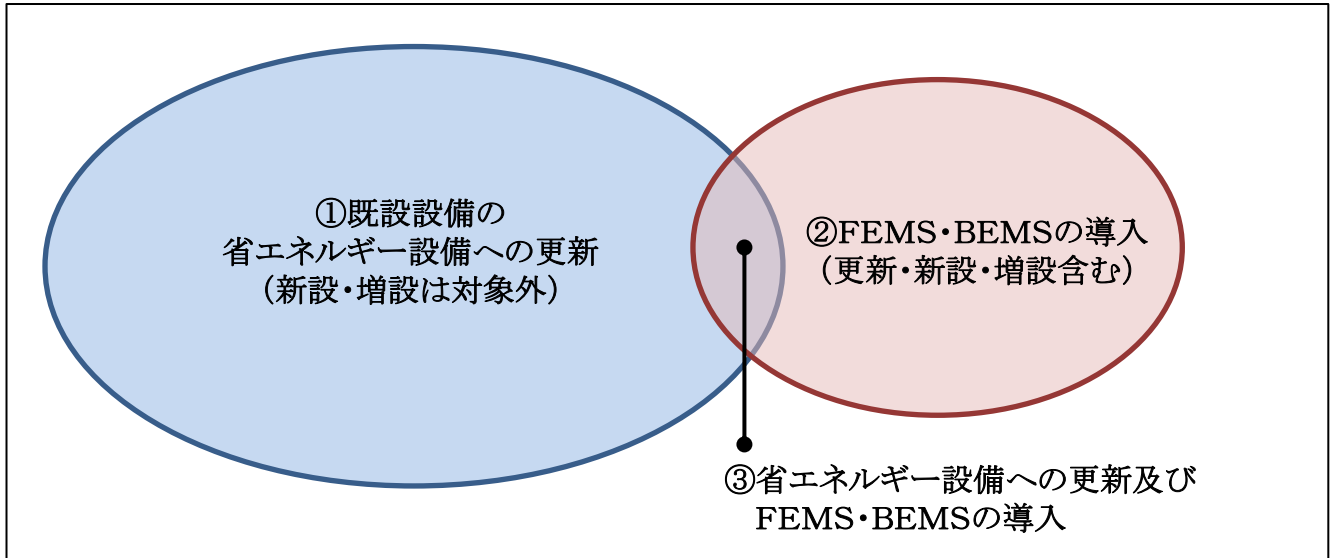 ①既設設備の
省エネルギー設備への更新
（新設・増設は対象外）
②FEMS・BEMSの導入
（更新・新設・増設含む）
③省エネルギー設備への更新及び
FEMS・BEMSの導入